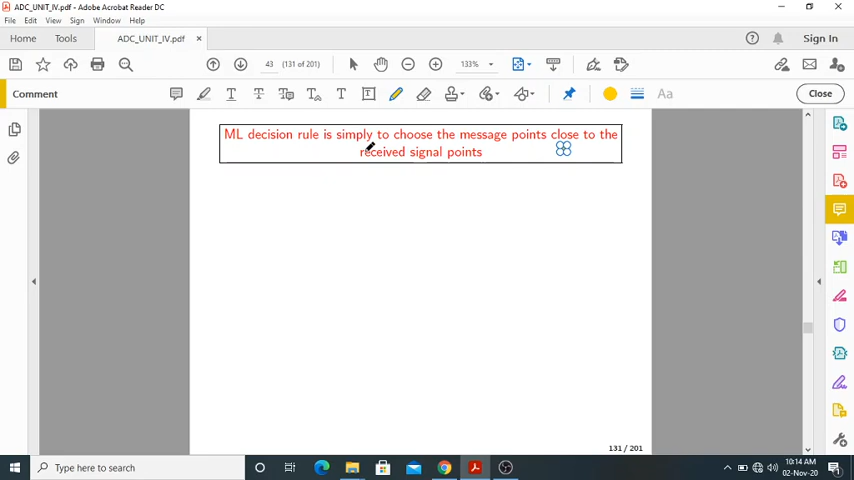 ADC_UNIT_IV.pdf - Adobe Acrobat Reader DC
File Edit View Sign Window Help
Home Tools ADC_UNIT_IV.pdf × ? Sign In
43 (131 of 201) 133%
Comment T T T T T Aa Close
ML decision rule is simply to choose the message points close to the
received signal points
131 / 201
Type here to search
10:14 AM
02-Nov-20